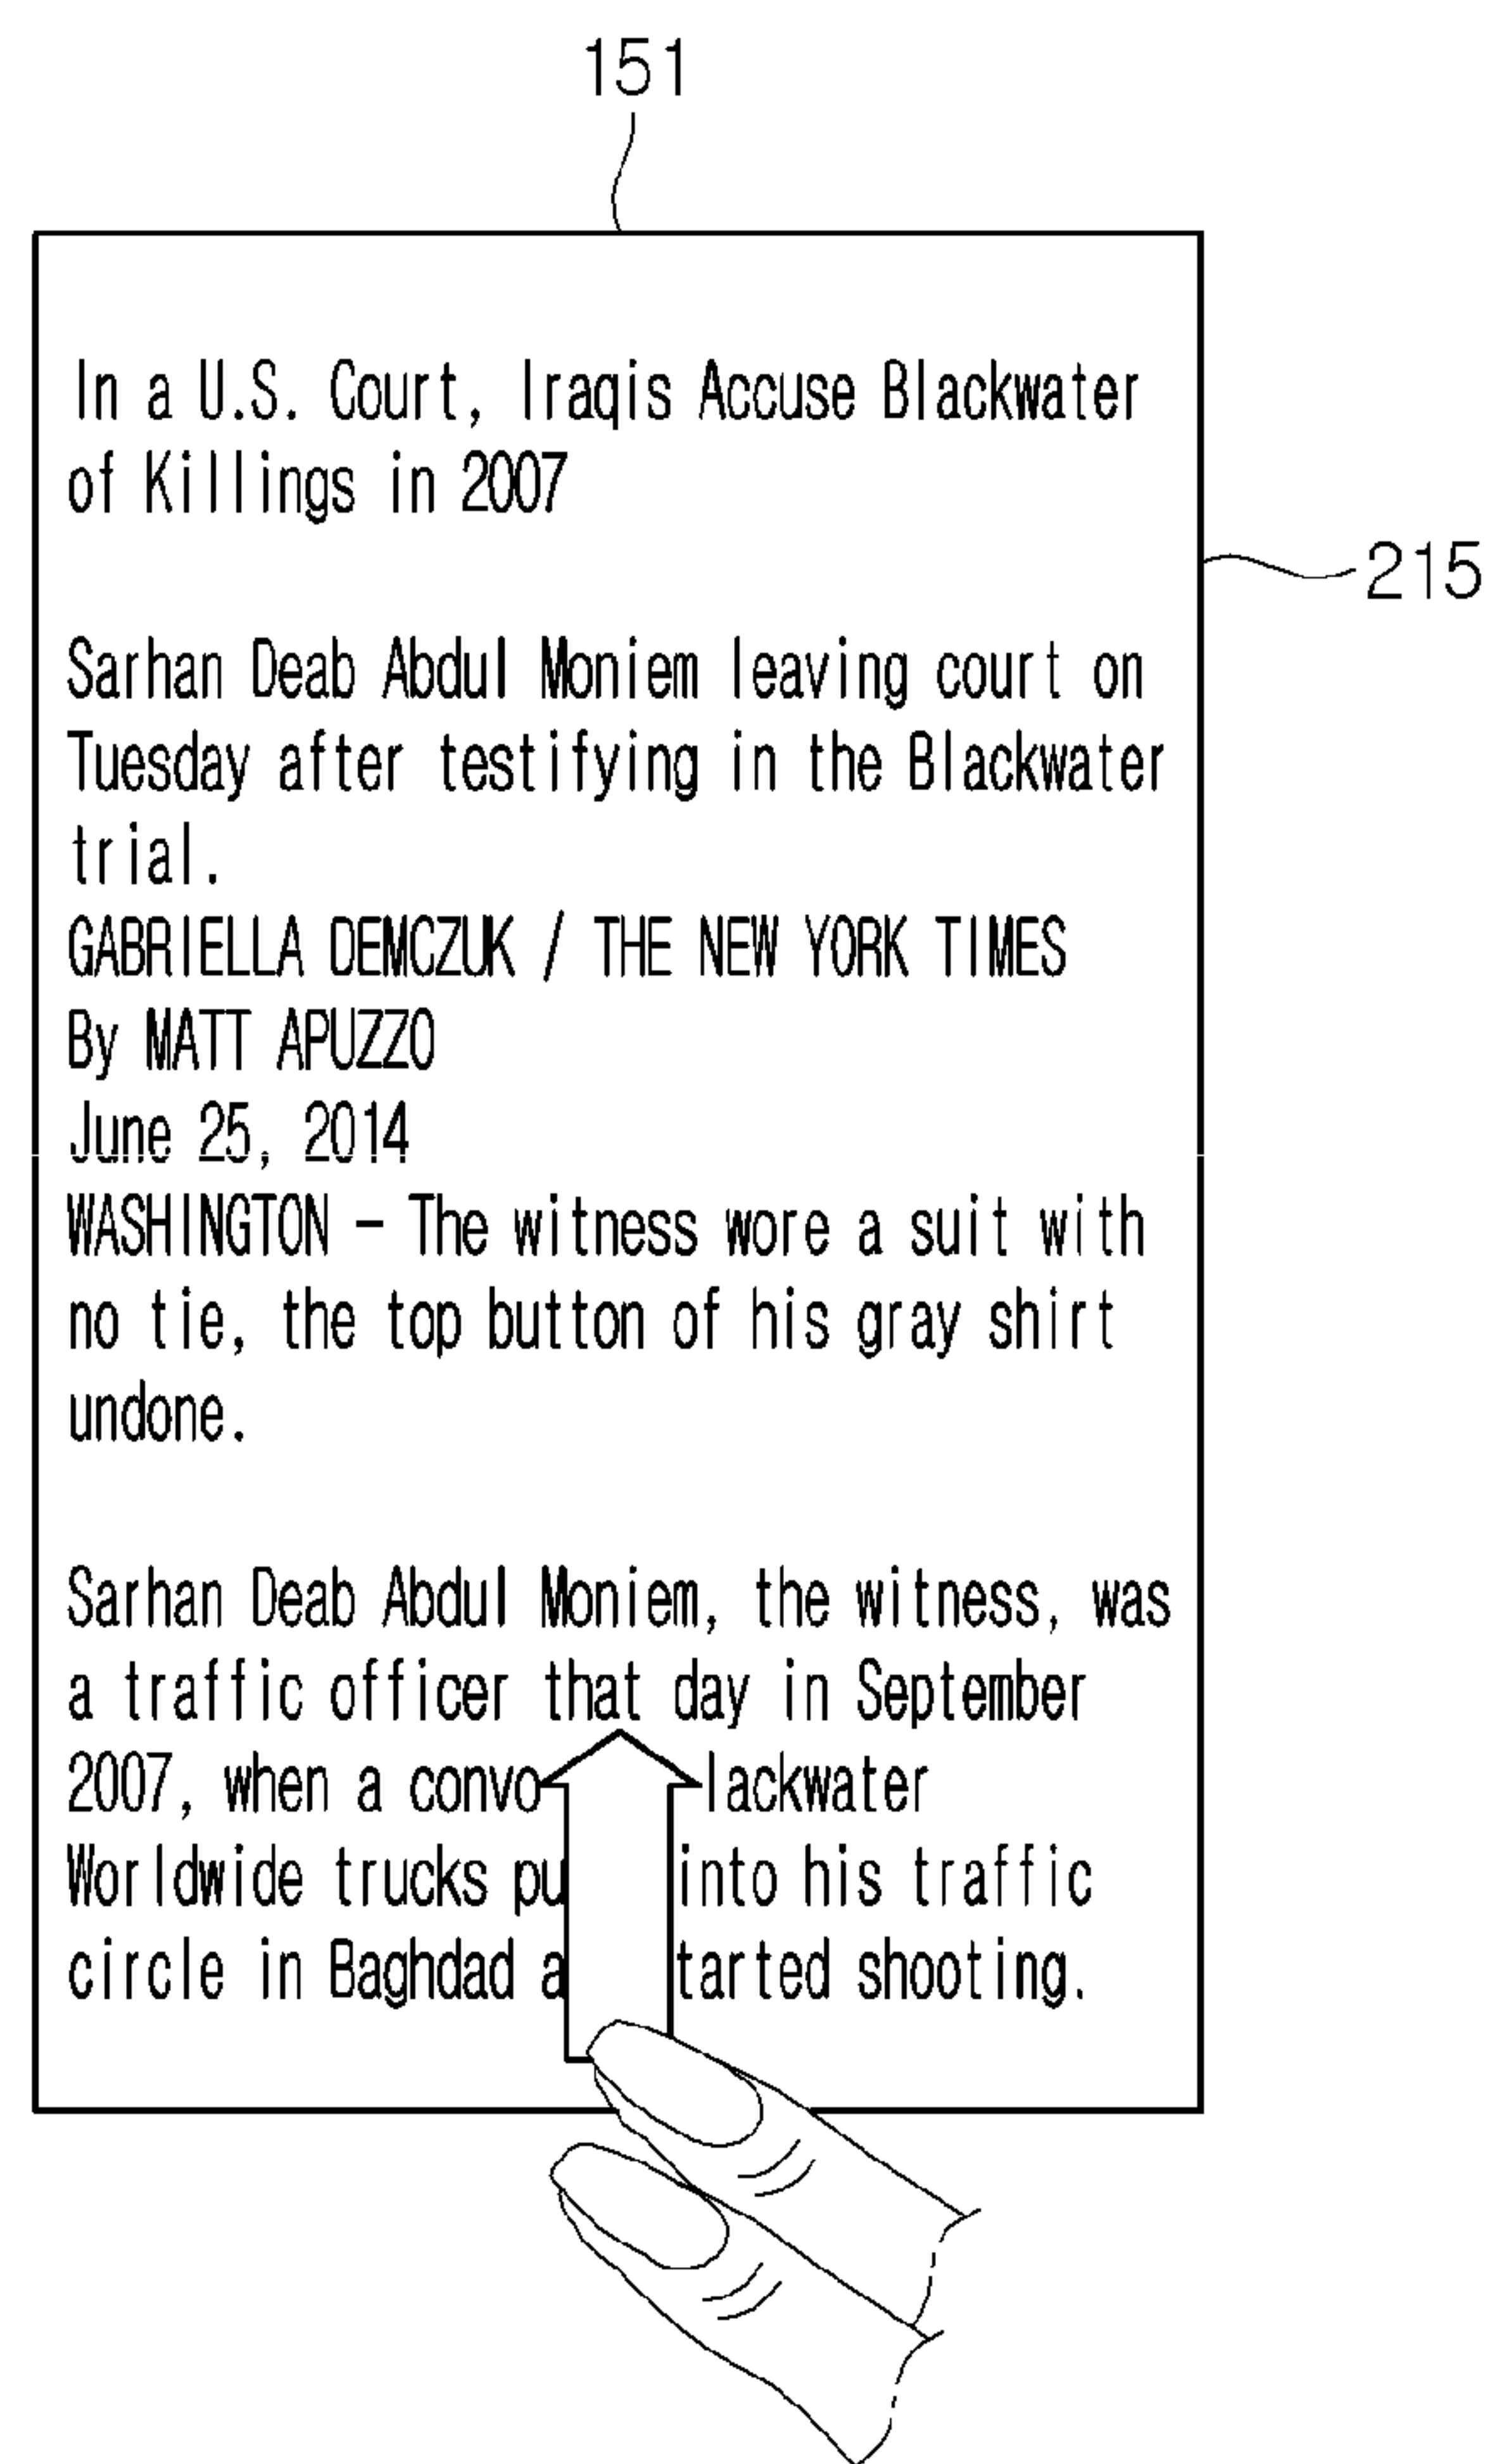 151
In a U.S. Court, Iraqis Accuse Blackwater
of Killings in 2007
215
Sarhan Deab Abdul Moniem leaving court on
Tuesday after testifying in the Blackwater
trial.
GABRIELLA DEMCZUK / THE NEW YORK TIMES
By MATT APUZZO
June 25, 2014
WASHINGTON - The witness wore a suit with
no tie, the top button of his gray shirt
undone.
Sarhan Deab Abdul Moniem, the witness, was
a traffic officer that day in September
2007, when a convo lackwater
Worldwide trucks pu into his traffic
circle in Baghdad a tarted shooting.